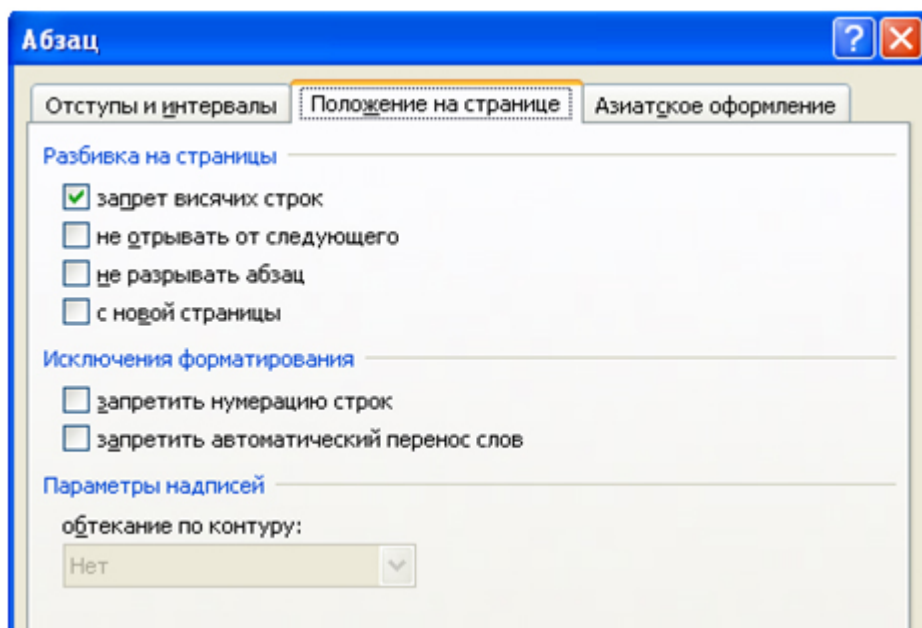 Абзац
Отступы и интервалы Положение на странице Азиатское оформление
Разбивка на страницы
запрет висячих строк
не отрывать от следующего
не разрывать абзац
с новой страницы
Исключения форматирования
запретить нумерацию строк
запретить автоматический перенос слов
Параметры надписей
обтекание по контуру:
Нет